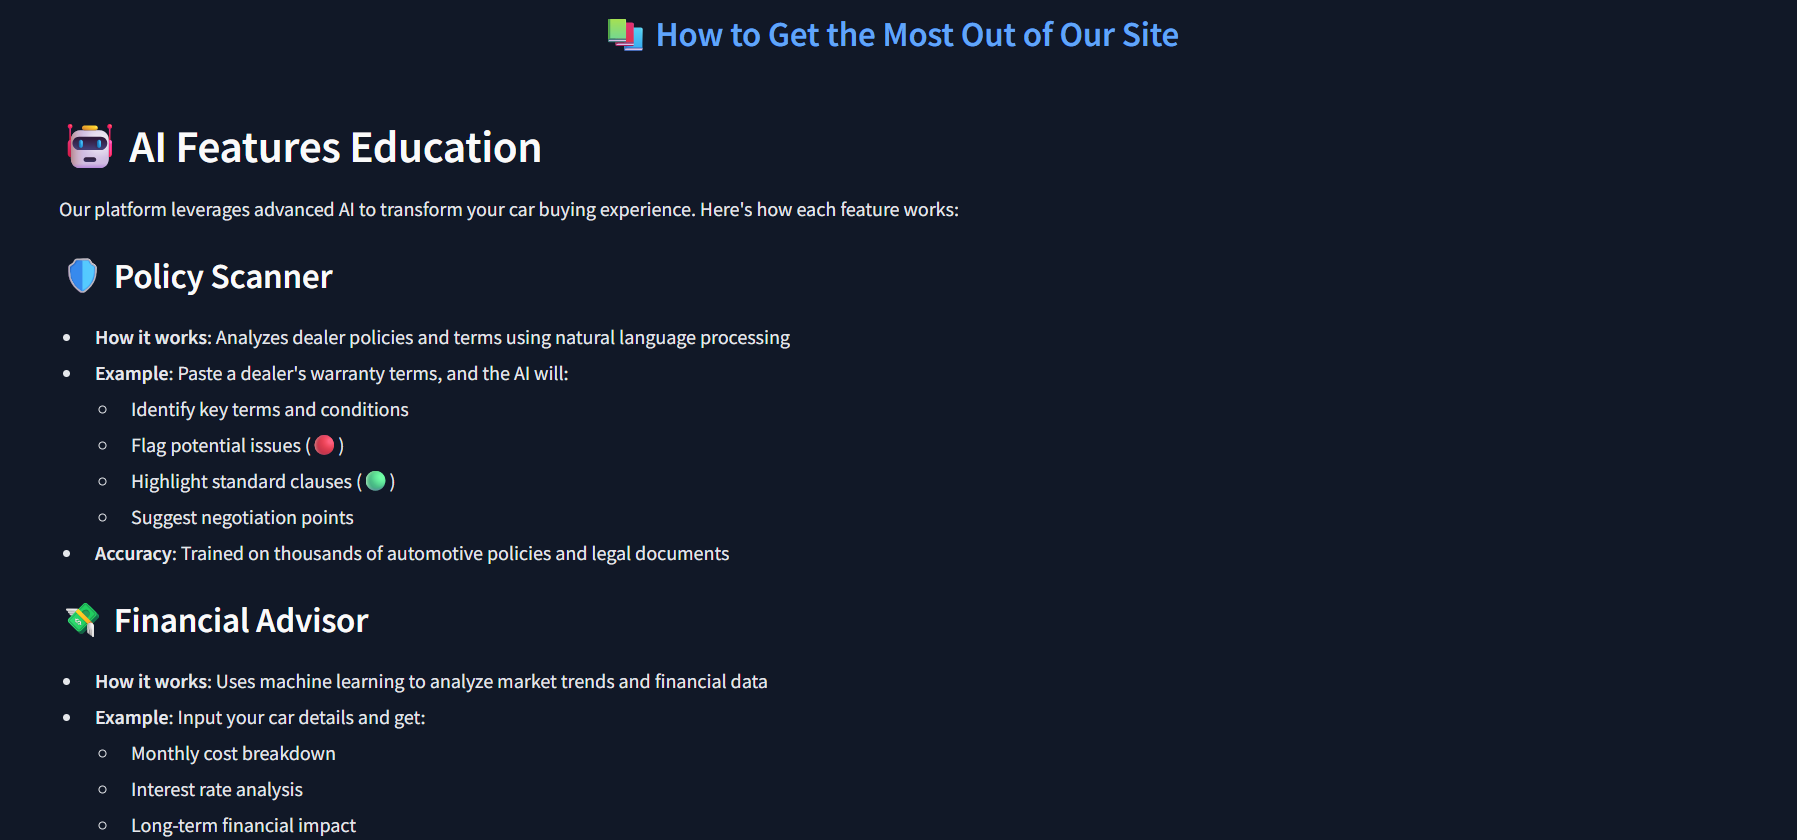 How to Get the Most Out of Our Site
AI Features Education
Our platform leverages advanced AI to transform your car buying experience. Here's how each feature works:
Policy Scanner
How it works: Analyzes dealer policies and terms using natural language processing
Example: Paste a dealer's warranty terms, and the AI will:
Identify key terms and conditions
Flag potential issues (🔴)
Highlight standard clauses (🟢)
Suggest negotiation points
Accuracy: Trained on thousands of automotive policies and legal documents
Financial Advisor
How it works: Uses machine learning to analyze market trends and financial data
Example: Input your car details and get:
Monthly cost breakdown
Interest rate analysis
Long-term financial impact